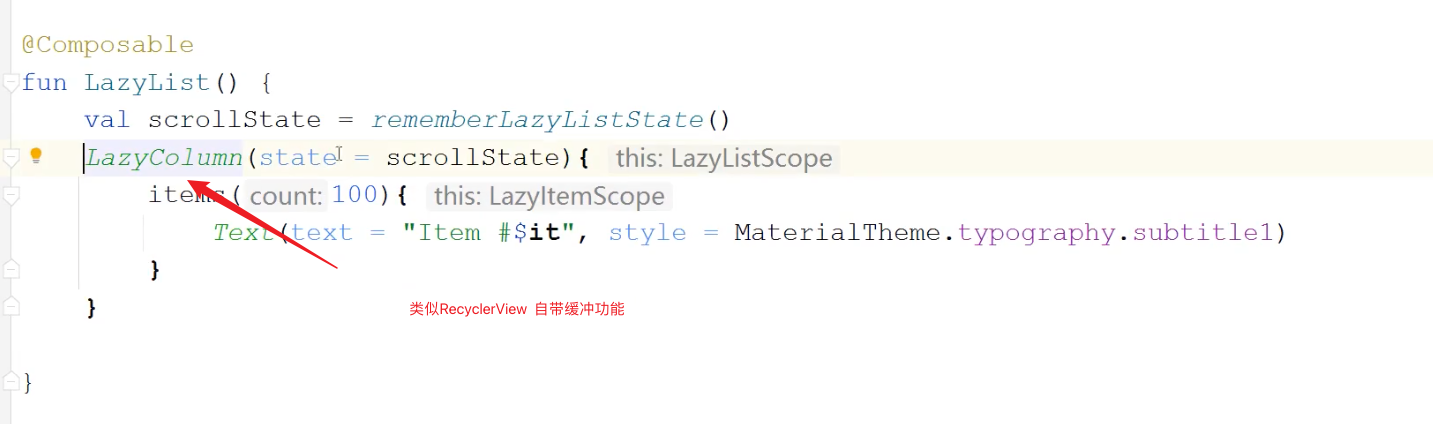 @Composable
fun LazyList() {
val scrollState = rememberLazyListState()
LazyColumn(state = scrollState){ this: LazyListScope
items( count: 100){ this: LazyItemScope
Text(text = "Item #$it", style = MaterialTheme.typography.subtitle1)
}
}
类似RecyclerView 自带缓冲功能
}